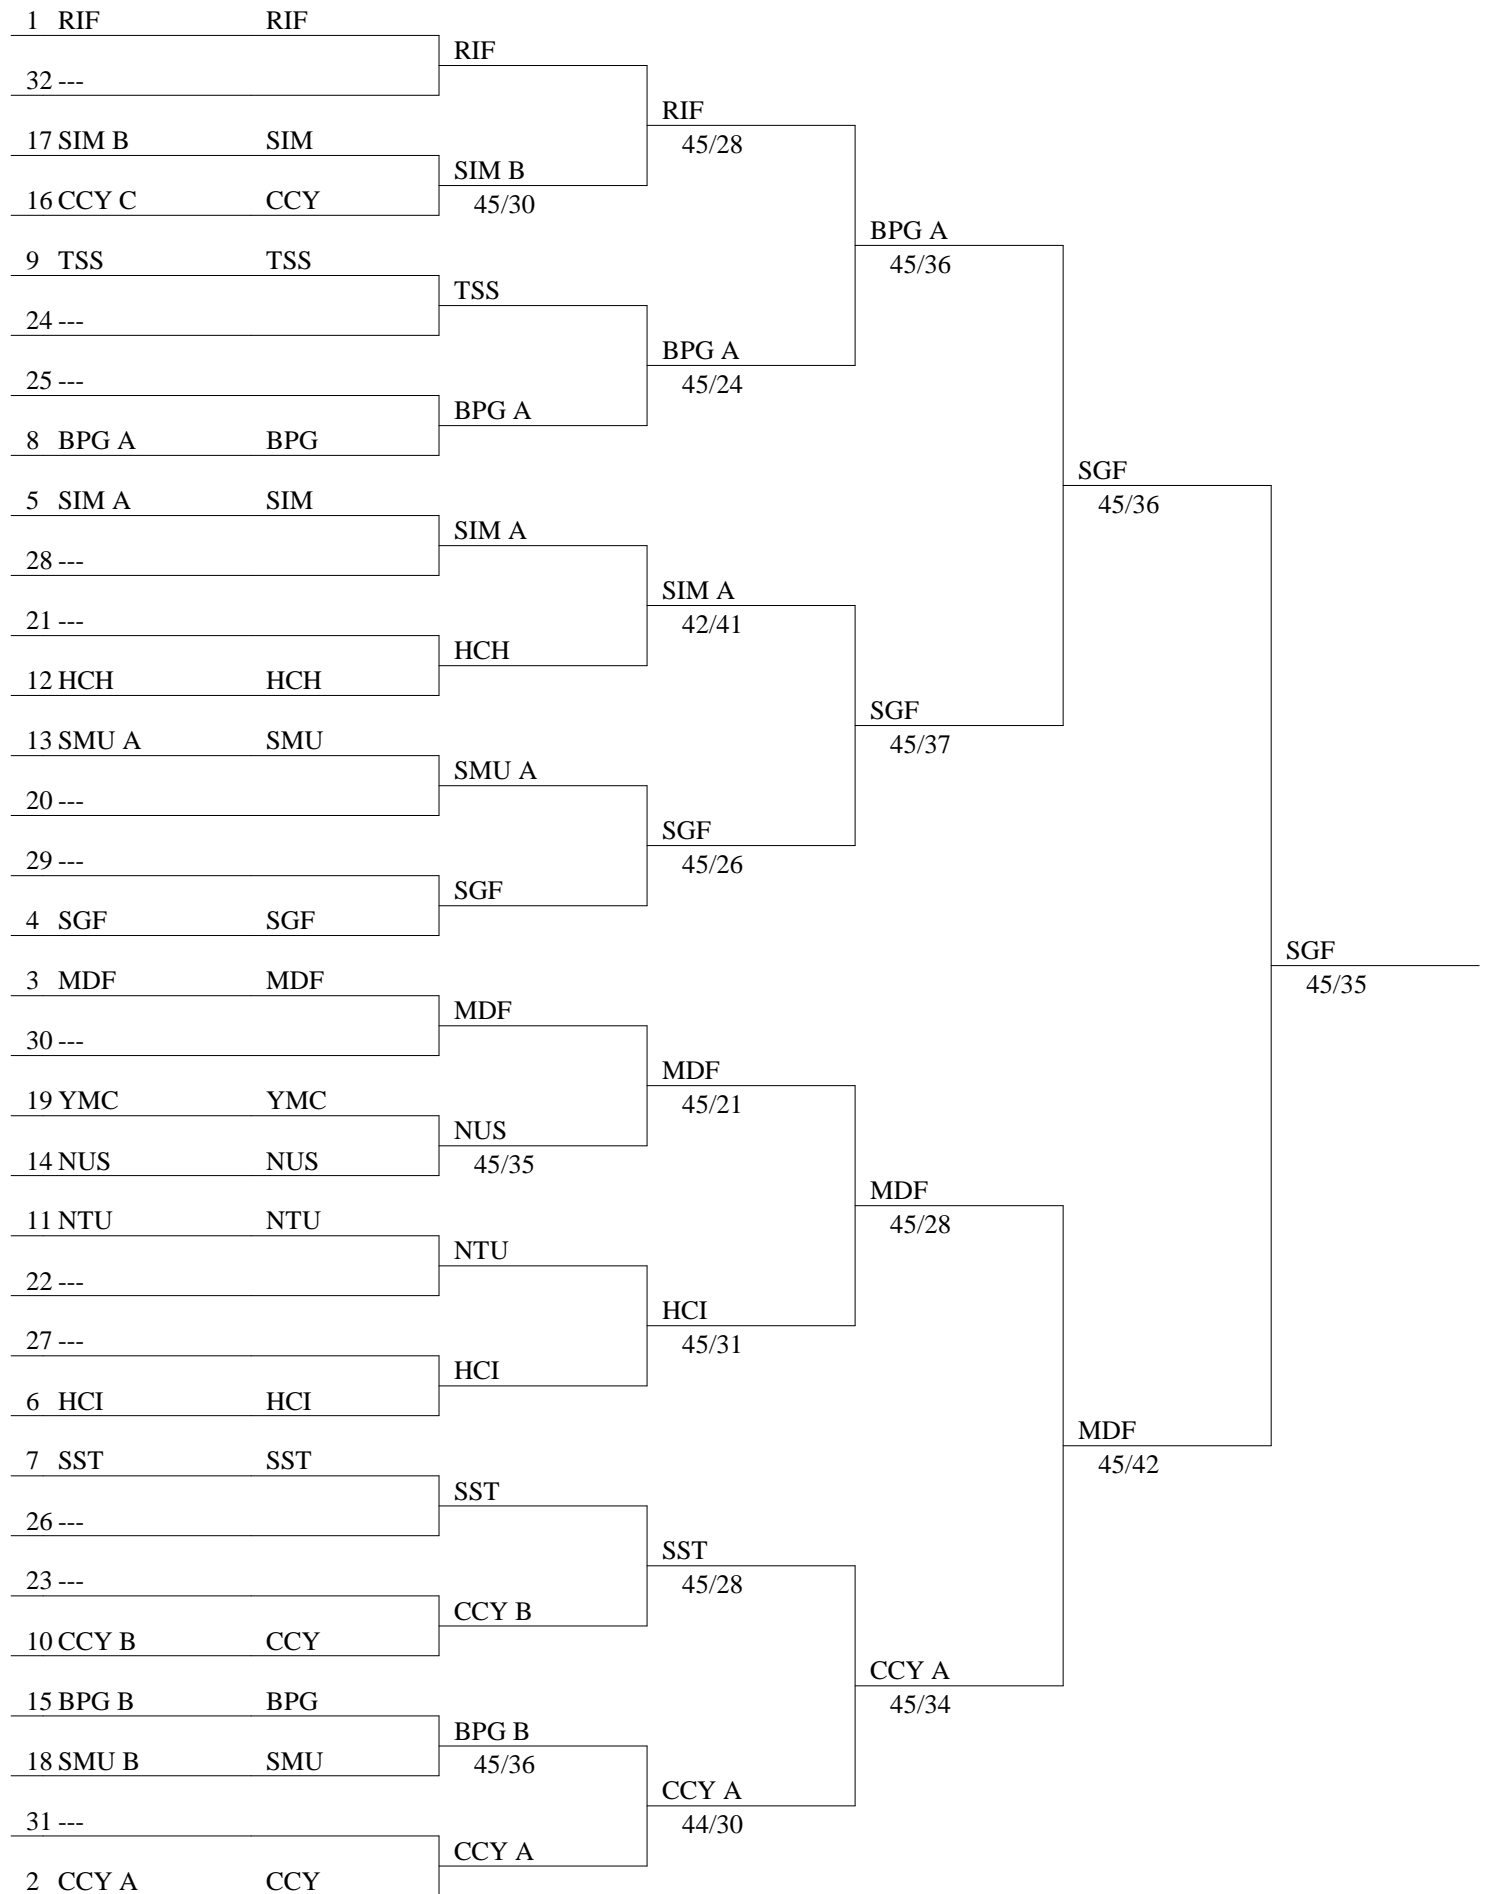 1 RIF RIF
RIF
32 ---
RIF
45/28
17 SIM B SIM
SIM B
45/30
16 CCY C CCY
BPG A
45/36
9 TSS TSS
TSS
24 ---
BPG A
45/24
25 ---
BPG A
8 BPG A BPG
SGF
45/36
5 SIM A SIM
SIM A
28 ---
SIM A
42/41
21 ---
HCH
12 HCH HCH
SGF
45/37
13 SMU A SMU
SMU A
20 ---
SGF
45/26
29 ---
SGF
4 SGF SGF
SGF
45/35
3 MDF MDF
MDF
30 ---
MDF
45/21
19 YMC YMC
NUS
45/35
14 NUS NUS
MDF
45/28
11 NTU NTU
NTU
22 ---
HCI
45/31
27 ---
HCI
6 HCI HCI
MDF
45/42
7 SST SST
SST
26 ---
SST
45/28
23 ---
CCY B
10 CCY B CCY
CCY A
45/34
15 BPG B BPG
BPG B
45/36
18 SMU B SMU
CCY A
44/30
31 ---
CCY A
2 CCY A CCY